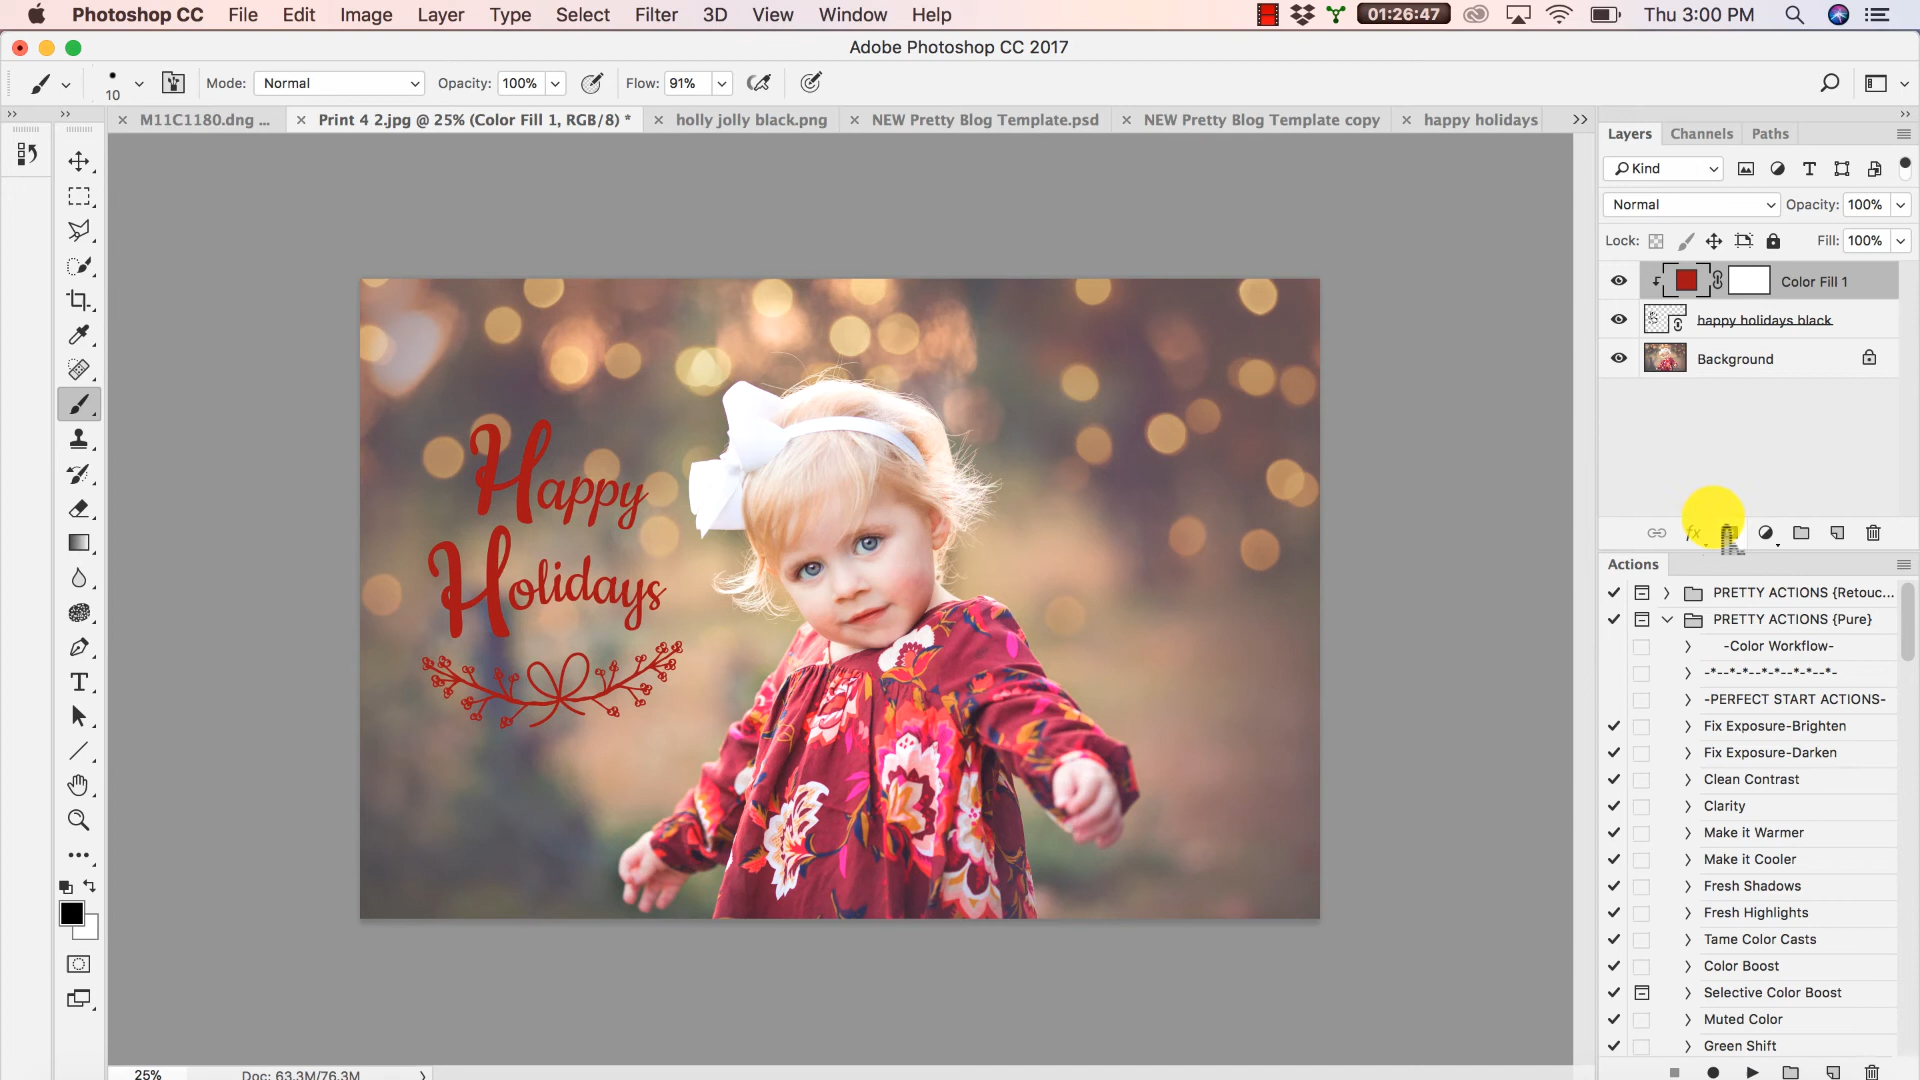 Photoshop CC File Edit Image Layer Type Select Filter 3D View Window Help 01:26:47 Thu 3:00 PM
Adobe Photoshop CC 2017
10 Mode: Normal Opacity: 100% Flow: 91%
M11C1180.dng ... Print 4 2.jpg @ 25% (Color Fill 1, RGB/8) * holly jolly black.png NEW Pretty Blog Template.psd NEW Pretty Blog Template copy happy holidays
Layers Channels Paths
Kind
Normal Opacity: 100%
Lock: Fill: 100%
Color Fill 1
happy holidays black
Background
fx
Happy
Holidays
Actions
PRETTY ACTIONS {Retouc...
PRETTY ACTIONS {Pure}
-Color Workflow-
-*--*-*--*-*--*-*--*-
-PERFECT START ACTIONS-
Fix Exposure-Brighten
Fix Exposure-Darken
Clean Contrast
Clarity
Make it Warmer
Make it Cooler
Fresh Shadows
Fresh Highlights
Tame Color Casts
Color Boost
Selective Color Boost
Muted Color
Green Shift
25% Doc: 63.3M/76.3M